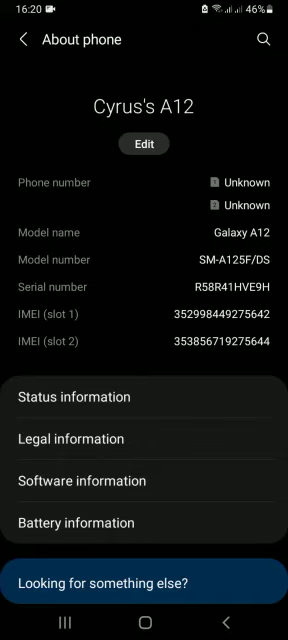 16:20 46%
About phone
Cyrus's A12
Edit
Phone number 1 Unknown
2 Unknown
Model name Galaxy A12
Model number SM-A125F/DS
Serial number R58R41HVE9H
IMEI (slot 1) 352998449275642
IMEI (slot 2) 353856719275644
Status information
Legal information
Software information
Battery information
Looking for something else?